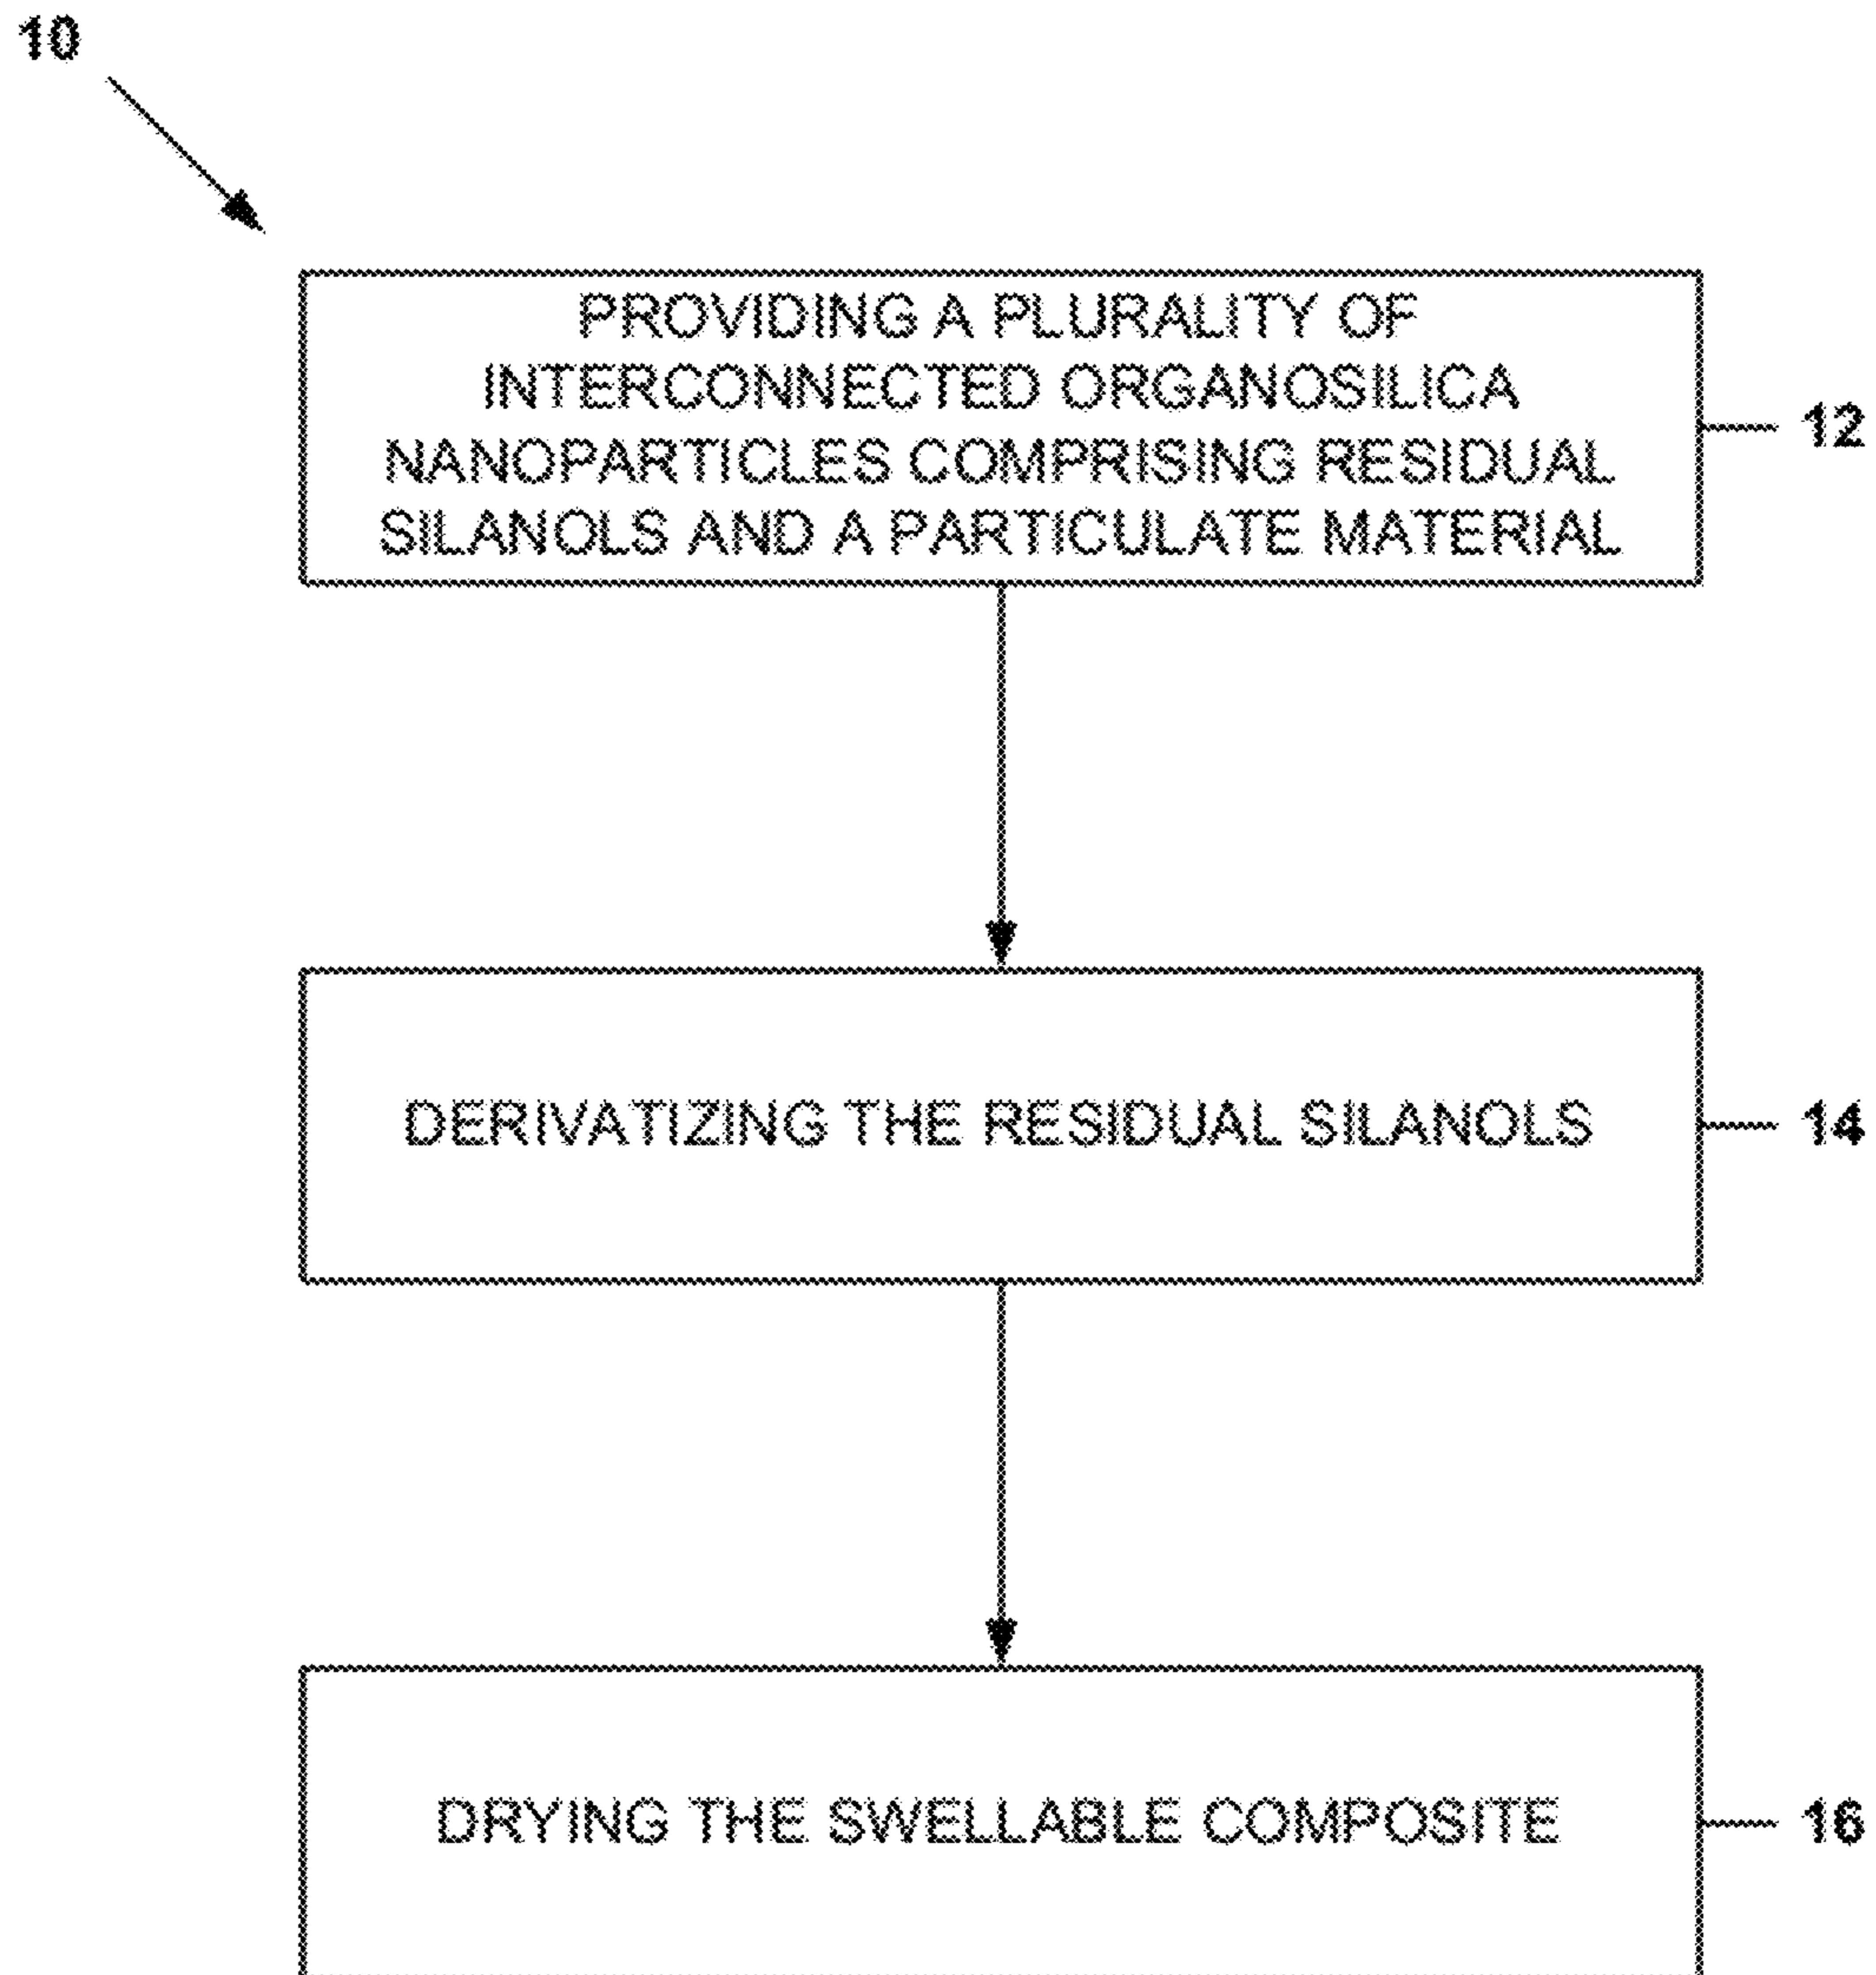 10
PROVIDING A PLURALITY OF
INTERCONNECTED ORGANOSILICA
NANOPARTICLES COMPRISING RESIDUAL
SILANOLS AND A PARTICULATE MATERIAL
12
DERIVATIZING THE RESIDUAL SILANOLS
14
DRYING THE SWELLABLE COMPOSITE
16